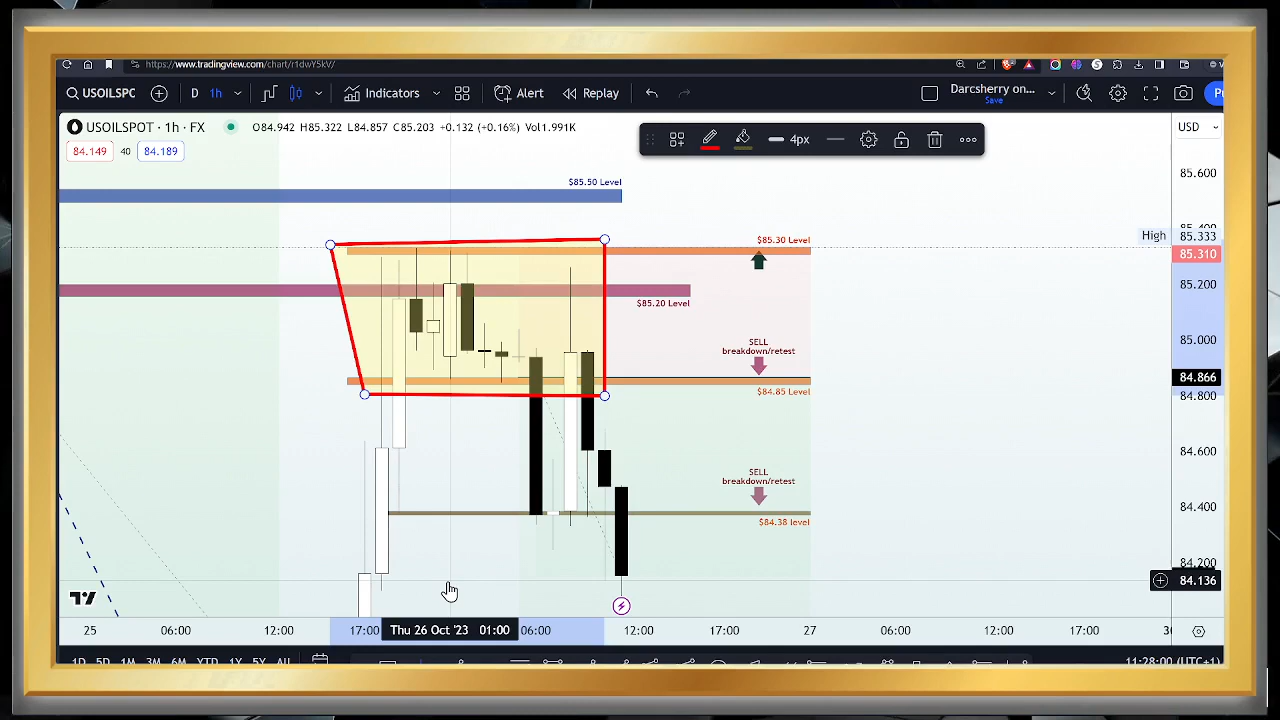 https://www.tradingview.com/chart/r1dwY5kV/
USOILSPC
D
1h
Indicators
Alert
Replay
Darcsherry on...
Save
USOILSPOT · 1h · FX
O84.942 H85.322 L84.857 C85.203 +0.132 (+0.16%) Vol1.991K
84.149
40
84.189
4px
USD
$85.50 Level
85.600
High 85.333
85.310
$85.30 Level
85.200
$85.20 Level
85.000
SELL
breakdown/retest
84.866
$84.85 Level
84.800
84.600
SELL
breakdown/retest
84.400
$84.38 level
84.200
84.136
25
06:00
12:00
17:00
Thu 26 Oct '23 01:00
06:00
12:00
17:00
27
06:00
12:00
17:00
1D 5D 1M 3M 6M YTD 1Y 5Y All
11:28:00 (UTC+1)